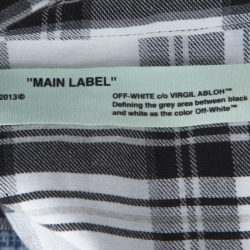 "MAIN LABEL"
2013©
OFF-WHITE c/o VIRGIL ABLOH™
Defining the grey area between black
and white as the color Off-White™